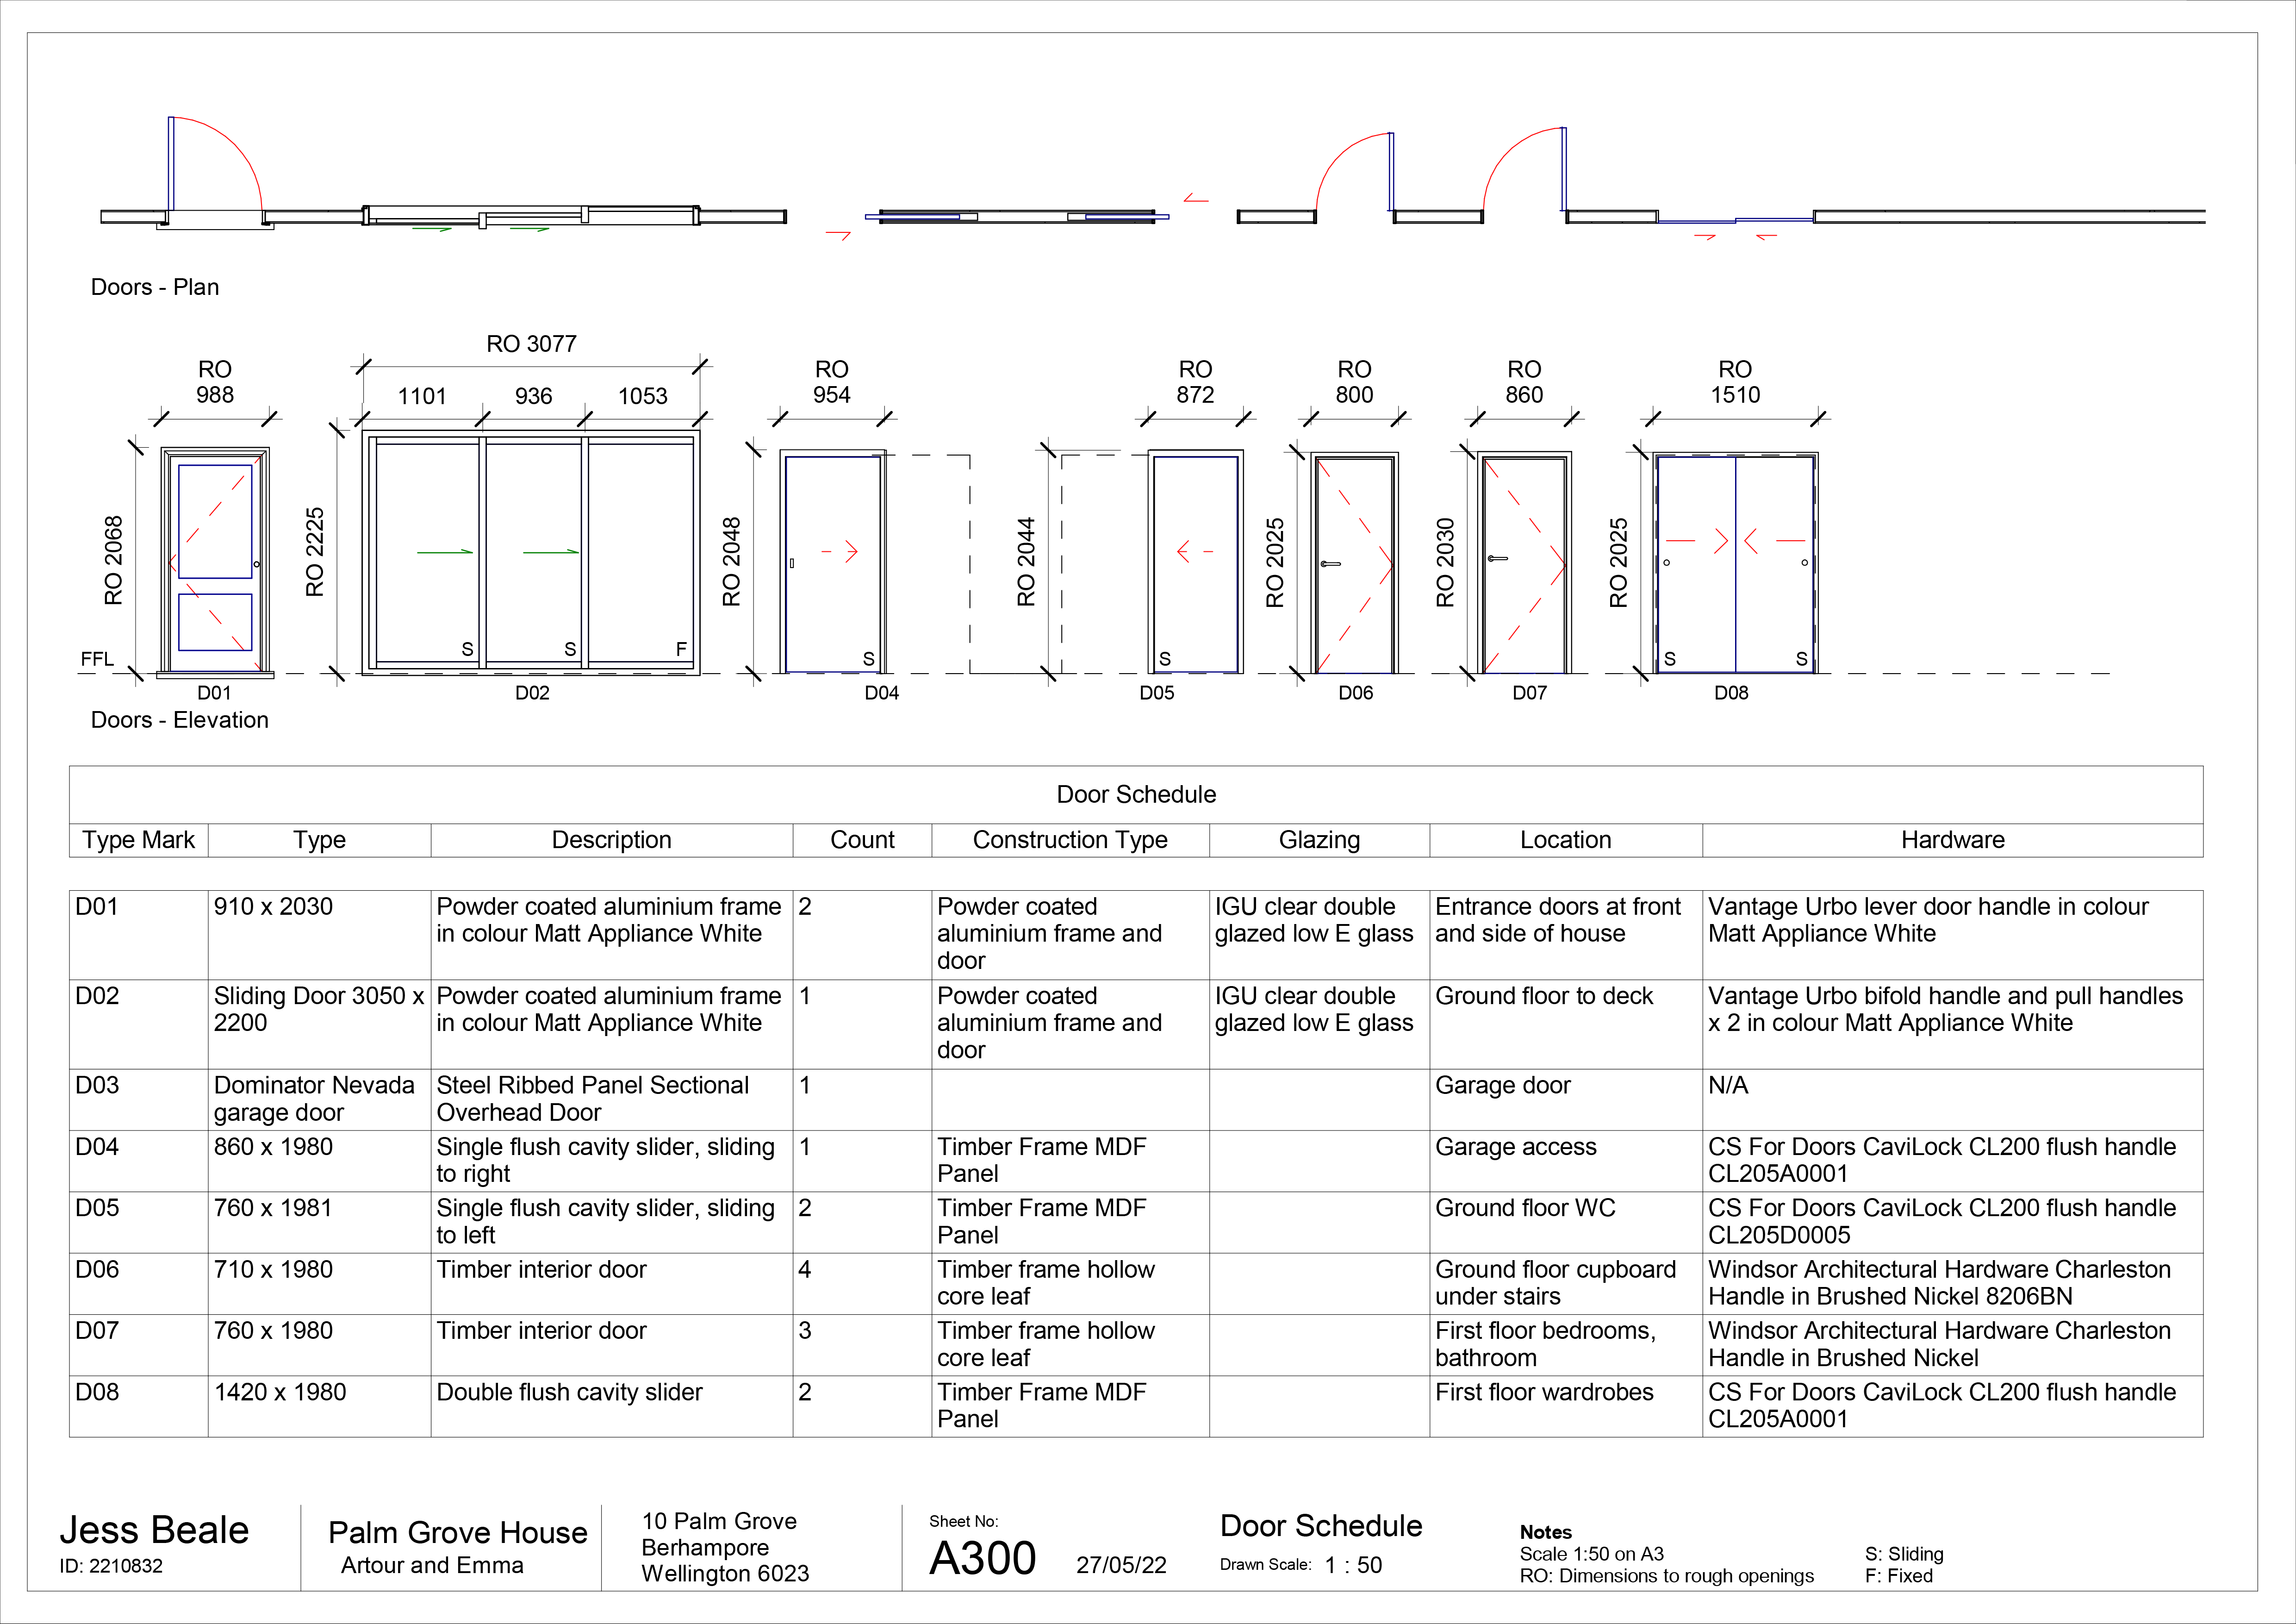 Doors - Plan
RO 3077
RO
988
1101
936
1053
RO
954
RO
872
RO
800
RO
860
RO
1510
RO 2068
RO 2225
RO 2048
RO 2044
RO 2025
RO 2030
RO 2025
S
S
F
S
S
S
S
FFL
D01
D02
D04
D05
D06
D07
D08
Doors - Elevation
Door Schedule
Type Mark
Type
Description
Count
Construction Type
Glazing
Location
Hardware
D01
910 x 2030
Powder coated aluminium frame
in colour Matt Appliance White
2
Powder coated
aluminium frame and
door
IGU clear double
glazed low E glass
Entrance doors at front
and side of house
Vantage Urbo lever door handle in colour
Matt Appliance White
D02
Sliding Door 3050 x
2200
Powder coated aluminium frame
in colour Matt Appliance White
1
Powder coated
aluminium frame and
door
IGU clear double
glazed low E glass
Ground floor to deck
Vantage Urbo bifold handle and pull handles
x 2 in colour Matt Appliance White
D03
Dominator Nevada
garage door
Steel Ribbed Panel Sectional
Overhead Door
1
Garage door
N/A
D04
860 x 1980
Single flush cavity slider, sliding
to right
1
Timber Frame MDF
Panel
Garage access
CS For Doors CaviLock CL200 flush handle
CL205A0001
D05
760 x 1981
Single flush cavity slider, sliding
to left
2
Timber Frame MDF
Panel
Ground floor WC
CS For Doors CaviLock CL200 flush handle
CL205D0005
D06
710 x 1980
Timber interior door
4
Timber frame hollow
core leaf
Ground floor cupboard
under stairs
Windsor Architectural Hardware Charleston
Handle in Brushed Nickel 8206BN
D07
760 x 1980
Timber interior door
3
Timber frame hollow
core leaf
First floor bedrooms,
bathroom
Windsor Architectural Hardware Charleston
Handle in Brushed Nickel
D08
1420 x 1980
Double flush cavity slider
2
Timber Frame MDF
Panel
First floor wardrobes
CS For Doors CaviLock CL200 flush handle
CL205A0001
Jess Beale
ID: 2210832
Palm Grove House
Artour and Emma
10 Palm Grove
Berhampore
Wellington 6023
Sheet No:
A300
27/05/22
Door Schedule
Drawn Scale: 1 : 50
Notes
Scale 1:50 on A3
RO: Dimensions to rough openings
S: Sliding
F: Fixed